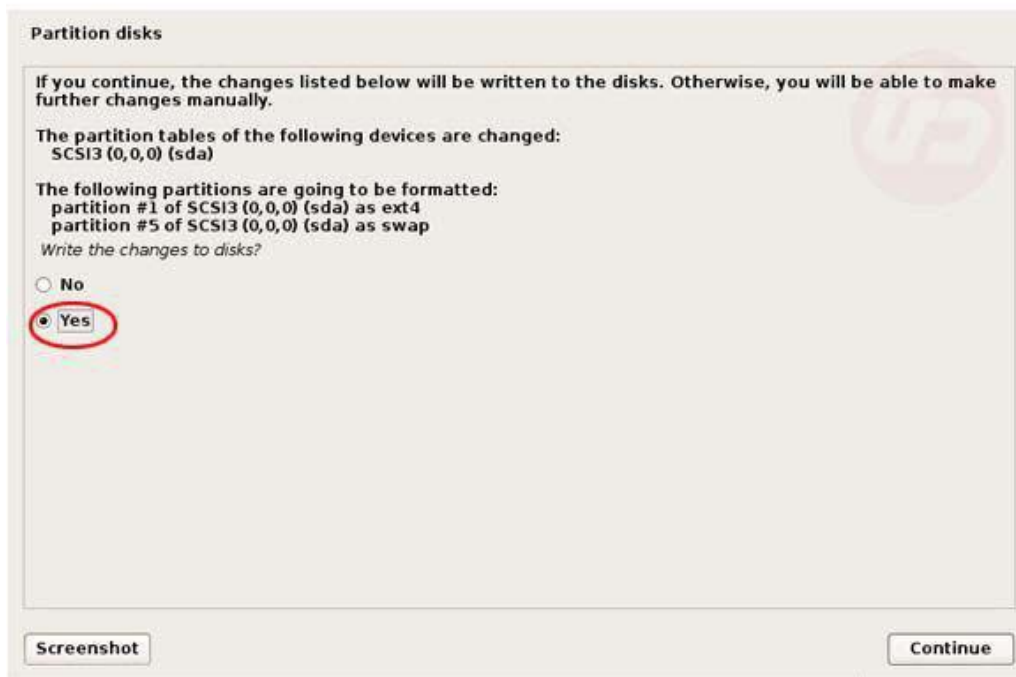 Partition disks
If you continue, the changes listed below will be written to the disks. Otherwise, you will be able to make
further changes manually.
The partition tables of the following devices are changed:
SCSI3 (0,0,0) (sda)
The following partitions are going to be formatted:
partition #1 of SCSI3 (0,0,0) (sda) as ext4
partition #5 of SCSI3 (0,0,0) (sda) as swap
Write the changes to disks?
No
Yes
Screenshot
Continue